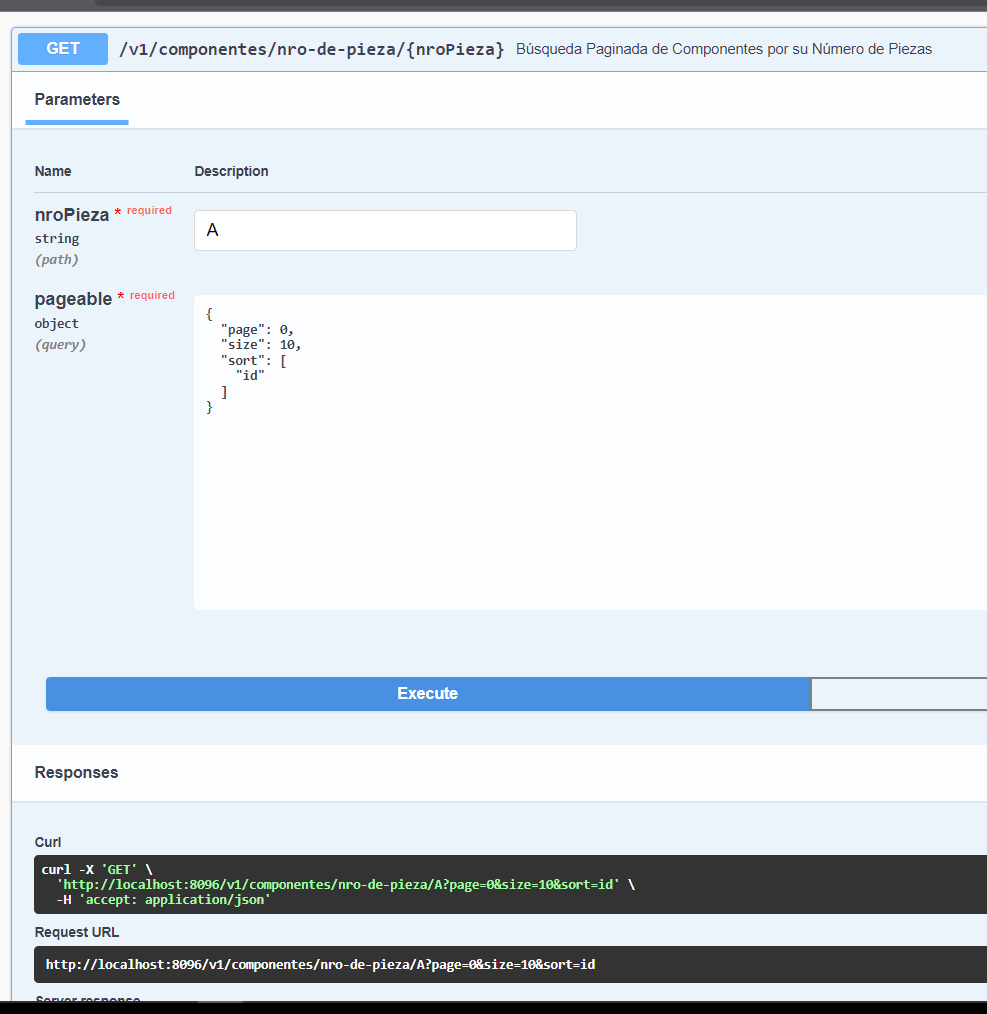 GET /v1/componentes/nro-de-pieza/{nroPieza} Búsqueda Paginada de Componentes por su Número de Piezas
Parameters
Name Description
nroPieza * required
string
(path)
A
pageable * required
object
(query)
{
  "page": 0,
  "size": 10,
  "sort": [
    "id"
  ]
}
Execute
Responses
Curl
curl -X 'GET' \
  'http://localhost:8096/v1/componentes/nro-de-pieza/A?page=0&size=10&sort=id' \
  -H 'accept: application/json'
Request URL
http://localhost:8096/v1/componentes/nro-de-pieza/A?page=0&size=10&sort=id
Server response